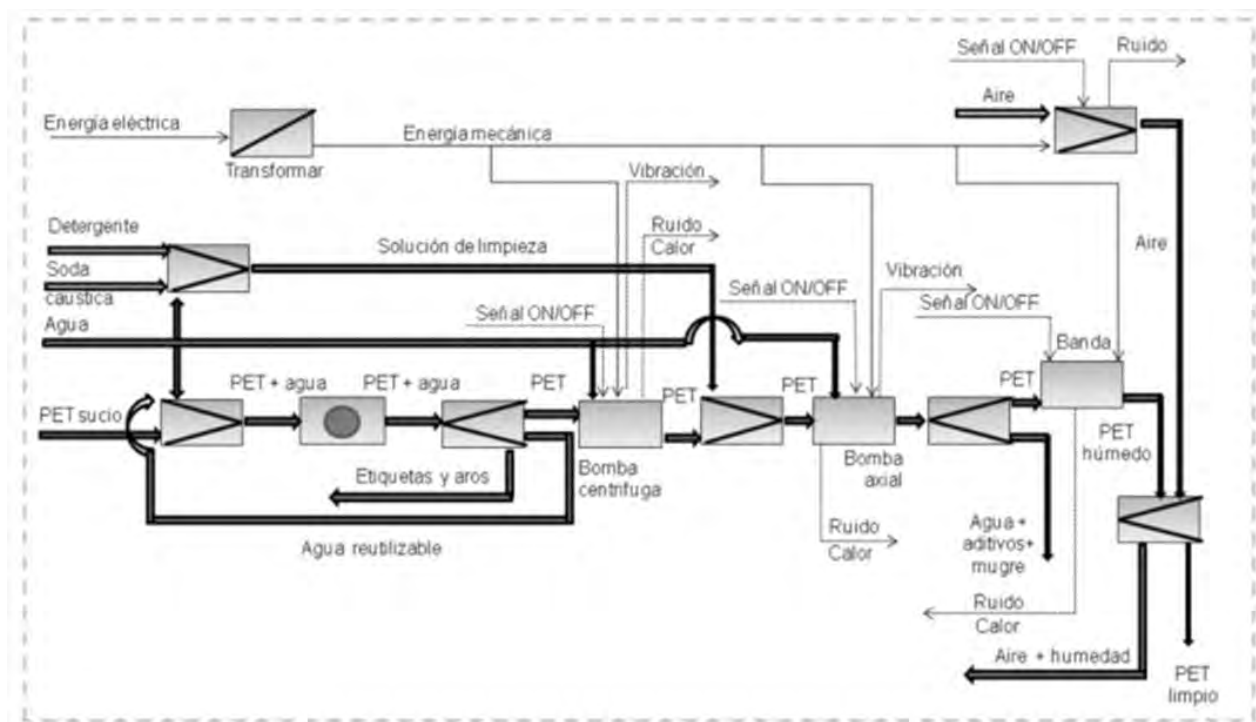 Señal ON/OFF
Ruido
Aire
Energía eléctrica
Energía mecánica
Transformar
Vibración
Detergente
Ruido
Calor
Solución de limpieza
Aire
Soda
caústica
Vibración
Señal ON/OFF
Señal ON/OFF
Señal ON/OFF
Agua
Banda
PET + agua
PET + agua
PET
PET
PET
PET
PET sucio
PET
húmedo
Bomba
centrífuga
Bomba
axial
Etiquetas y aros
Agua reutilizable
Ruido
Calor
Agua +
aditivos+
mugre
Ruido
Calor
Aire + humedad
PET
limpio